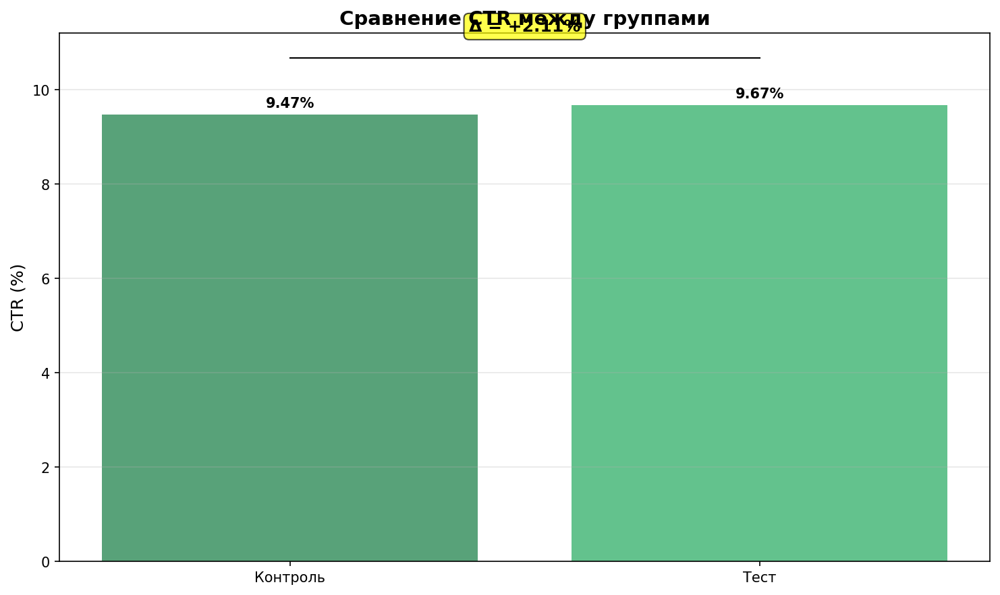 Сравнение CTR между группами
Δ = +2.11%
9.47%
9.67%
10
8
6
4
2
0
CTR (%)
Контроль
Тест